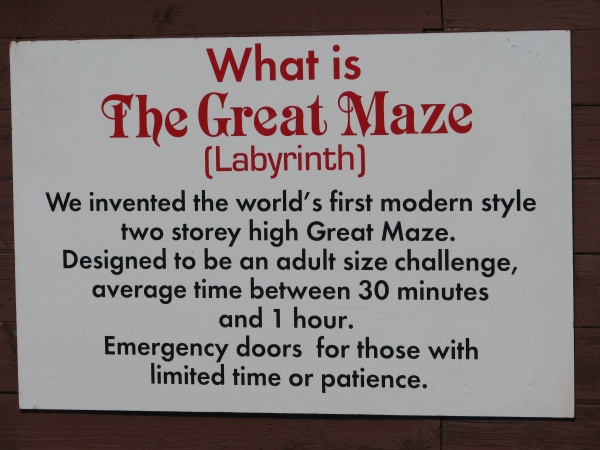 What is
The Great Maze
(Labyrinth)
We invented the world's first modern style
two storey high Great Maze.
Designed to be an adult size challenge,
average time between 30 minutes
and 1 hour.
Emergency doors for those with
limited time or patience.